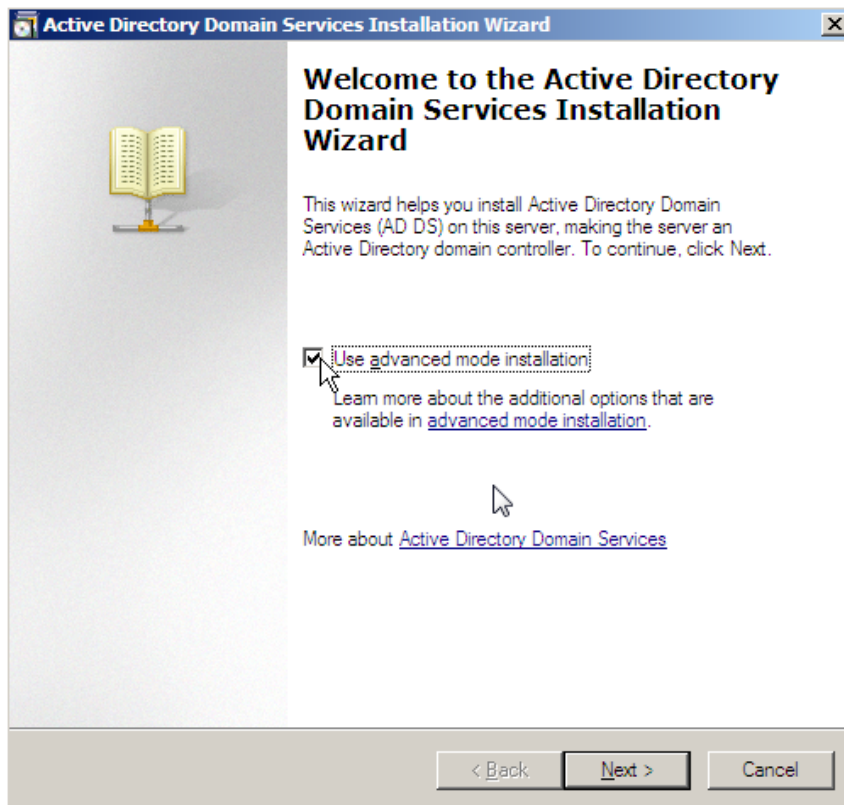 Active Directory Domain Services Installation Wizard
Welcome to the Active Directory
Domain Services Installation
Wizard
This wizard helps you install Active Directory Domain
Services (AD DS) on this server, making the server an
Active Directory domain controller. To continue, click Next.
Use advanced mode installation
Learn more about the additional options that are
available in advanced mode installation.
More about Active Directory Domain Services
< Back
Next >
Cancel